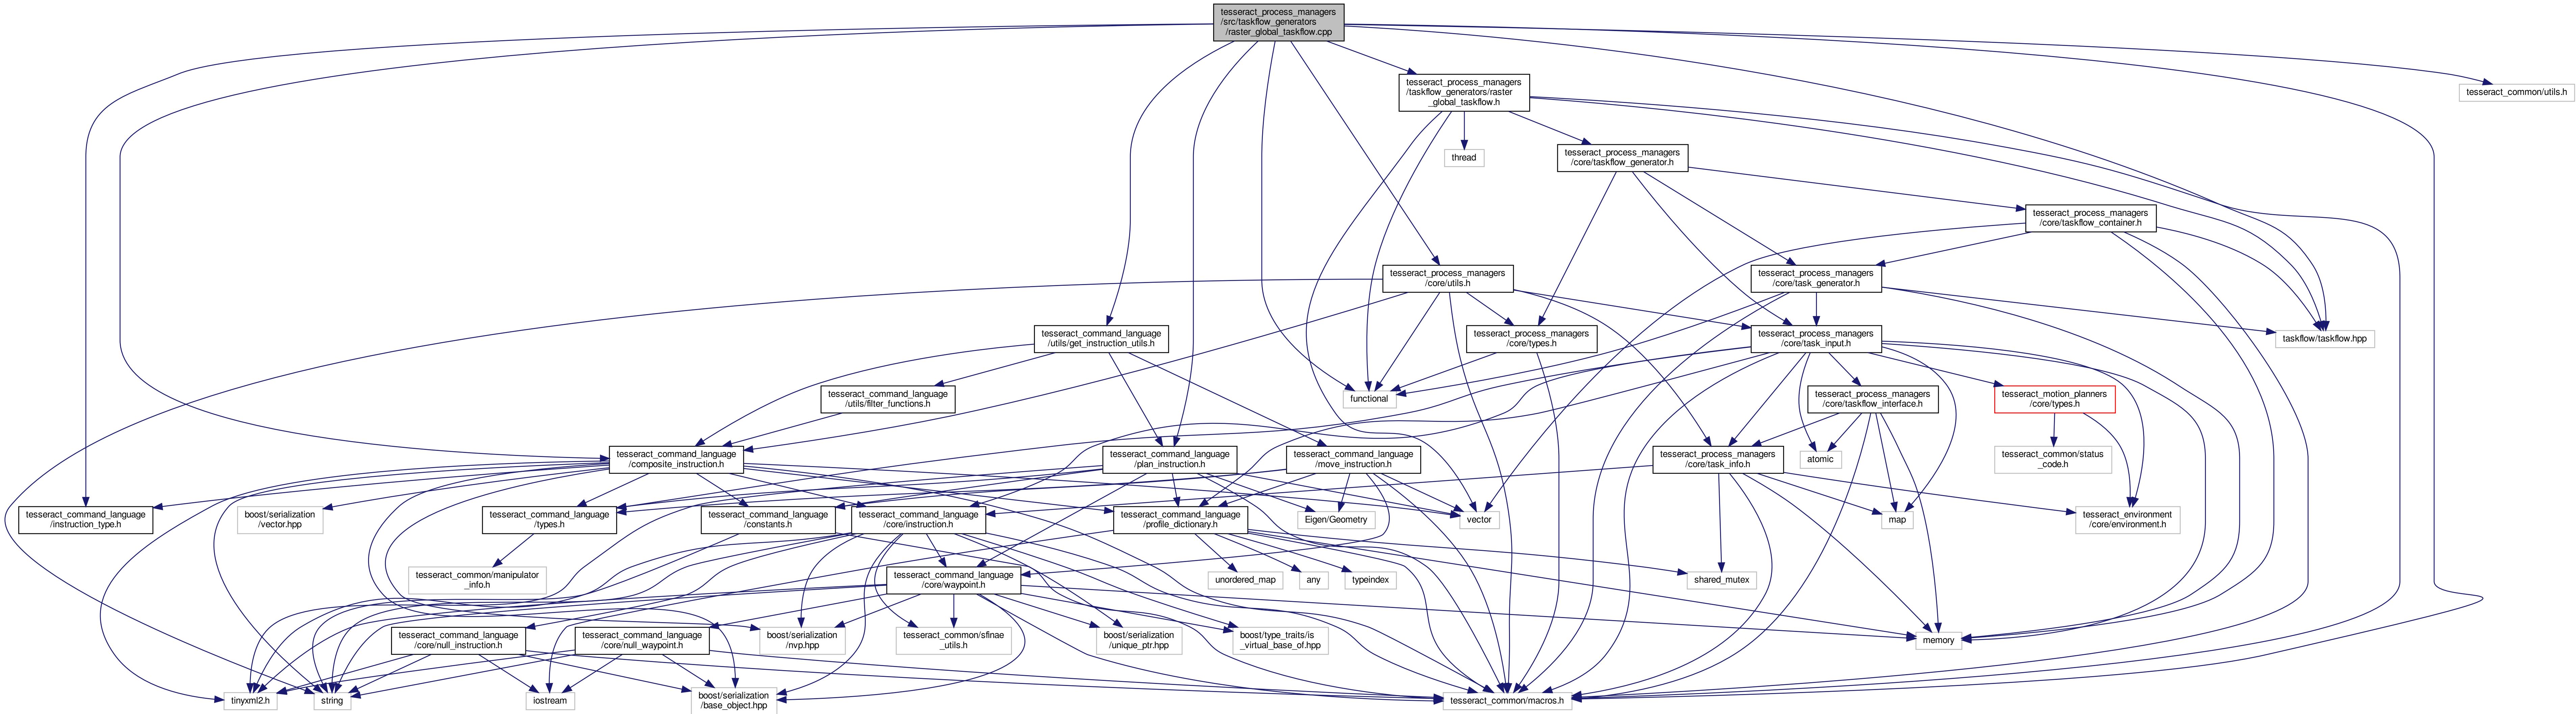 tesseract_process_managers
/src/taskflow_generators
/raster_global_taskflow.cpp
tesseract_process_managers
/taskflow_generators/raster
_global_taskflow.h
tesseract_common/utils.h
thread
tesseract_process_managers
/core/taskflow_generator.h
tesseract_process_managers
/core/taskflow_container.h
tesseract_process_managers
/core/utils.h
tesseract_process_managers
/core/task_generator.h
tesseract_command_language
/utils/get_instruction_utils.h
tesseract_process_managers
/core/types.h
tesseract_process_managers
/core/task_input.h
taskflow/taskflow.hpp
tesseract_command_language
/utils/filter_functions.h
functional
tesseract_process_managers
/core/taskflow_interface.h
tesseract_motion_planners
/core/types.h
tesseract_command_language
/composite_instruction.h
tesseract_command_language
/plan_instruction.h
tesseract_command_language
/move_instruction.h
tesseract_process_managers
/core/task_info.h
atomic
tesseract_common/status
_code.h
tesseract_command_language
/instruction_type.h
boost/serialization
/vector.hpp
tesseract_command_language
/types.h
tesseract_command_language
/constants.h
tesseract_command_language
/core/instruction.h
tesseract_command_language
/profile_dictionary.h
Eigen/Geometry
vector
map
tesseract_environment
/core/environment.h
tesseract_common/manipulator
_info.h
tesseract_command_language
/core/waypoint.h
unordered_map
any
typeindex
shared_mutex
tesseract_command_language
/core/null_instruction.h
tesseract_command_language
/core/null_waypoint.h
boost/serialization
/nvp.hpp
tesseract_common/sfinae
_utils.h
boost/serialization
/unique_ptr.hpp
boost/type_traits/is
_virtual_base_of.hpp
memory
tinyxml2.h
string
iostream
boost/serialization
/base_object.hpp
tesseract_common/macros.h